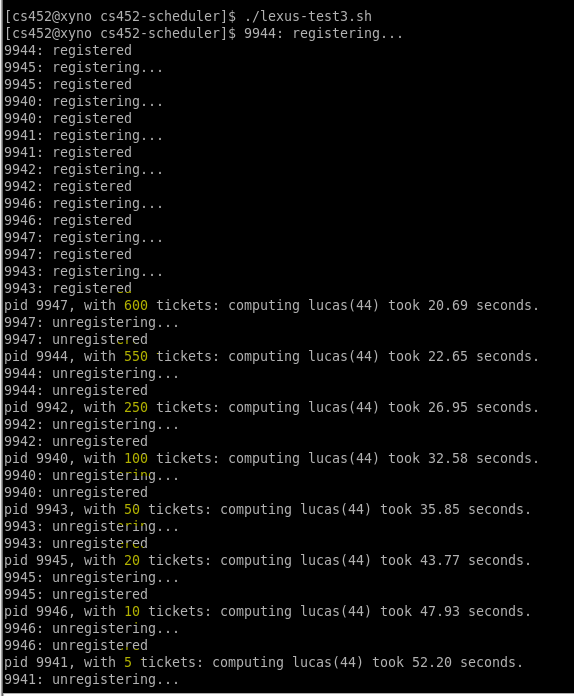 [cs452@xyno cs452-scheduler]$ ./lexus-test3.sh
[cs452@xyno cs452-scheduler]$ 9944: registering...
9944: registered
9945: registering...
9945: registered
9940: registering...
9940: registered
9941: registering...
9941: registered
9942: registering...
9942: registered
9946: registering...
9946: registered
9947: registering...
9947: registered
9943: registering...
9943: registered
pid 9947, with 600 tickets: computing lucas(44) took 20.69 seconds.
9947: unregistering...
9947: unregistered
pid 9944, with 550 tickets: computing lucas(44) took 22.65 seconds.
9944: unregistering...
9944: unregistered
pid 9942, with 250 tickets: computing lucas(44) took 26.95 seconds.
9942: unregistering...
9942: unregistered
pid 9940, with 100 tickets: computing lucas(44) took 32.58 seconds.
9940: unregistering...
9940: unregistered
pid 9943, with 50 tickets: computing lucas(44) took 35.85 seconds.
9943: unregistering...
9943: unregistered
pid 9945, with 20 tickets: computing lucas(44) took 43.77 seconds.
9945: unregistering...
9945: unregistered
pid 9946, with 10 tickets: computing lucas(44) took 47.93 seconds.
9946: unregistering...
9946: unregistered
pid 9941, with 5 tickets: computing lucas(44) took 52.20 seconds.
9941: unregistering...